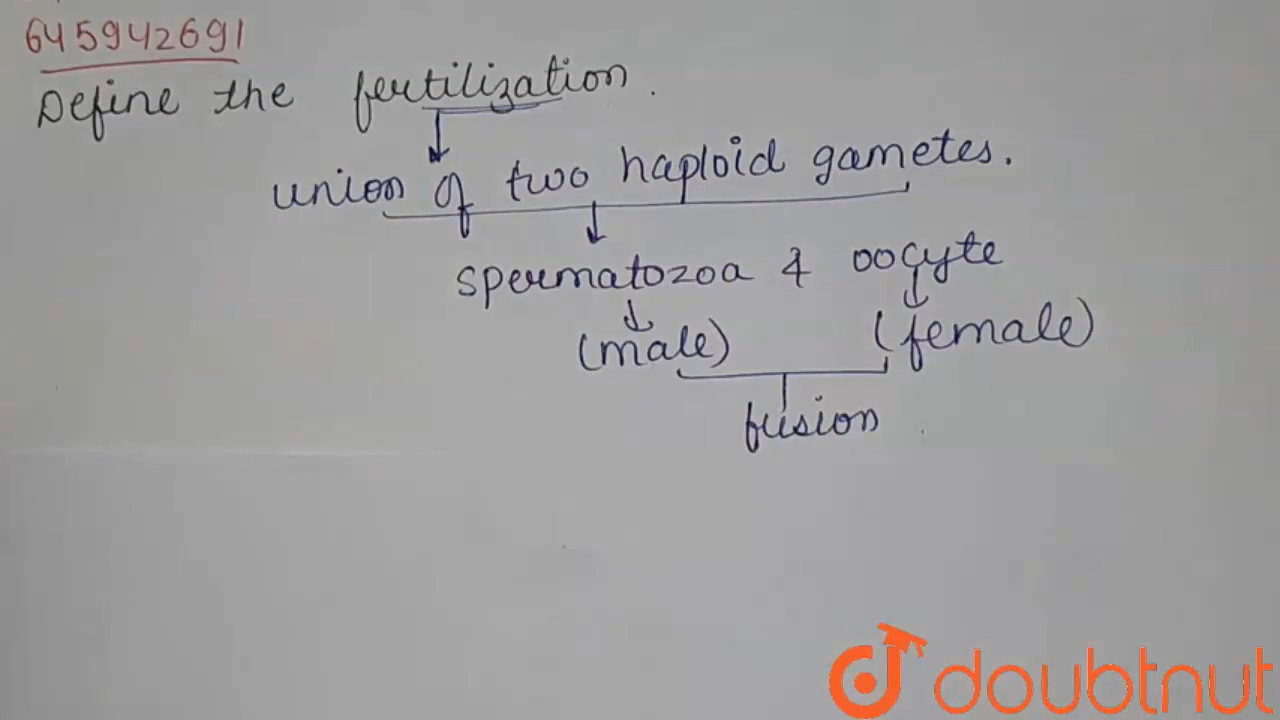 645942691
Define the fertilization.
union of two haploid gametes.
spermatozoa & oocyte
(male) (female)
fusion
doubtnut